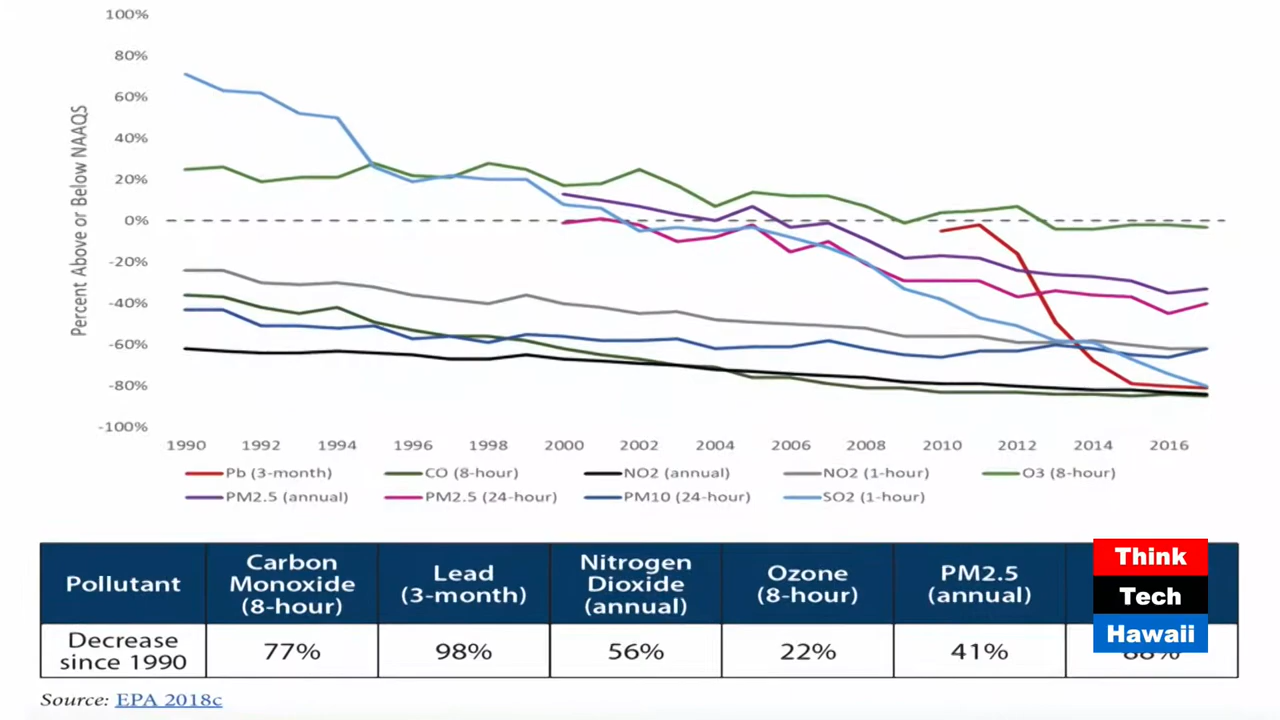 100%
80%
60%
40%
20%
0%
-20%
-40%
-60%
-80%
-100%
Percent Above or Below NAAQS
1990 1992 1994 1996 1998 2000 2002 2004 2006 2008 2010 2012 2014 2016
Pb (3-month) CO (8-hour) NO2 (annual) NO2 (1-hour) O3 (8-hour)
PM2.5 (annual) PM2.5 (24-hour) PM10 (24-hour) SO2 (1-hour)
Pollutant
Carbon
Monoxide
(8-hour)
Lead
(3-month)
Nitrogen
Dioxide
(annual)
Ozone
(8-hour)
PM2.5
(annual)
Think
Tech
Hawaii
Decrease
since 1990
77% 98% 56% 22% 41%
Source: EPA 2018c